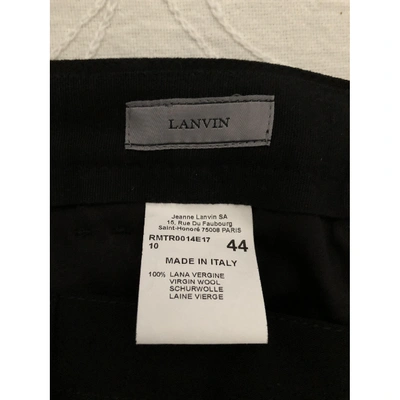 LANVIN
Jeanne Lanvin SA
15, Rue Du Faubourg
Saint-Honoré 75008 PARIS
RMTR0014E17
10 44
MADE IN ITALY
100% LANA VERGINE
VIRGIN WOOL
SCHURWOLLE
LAINE VIERGE